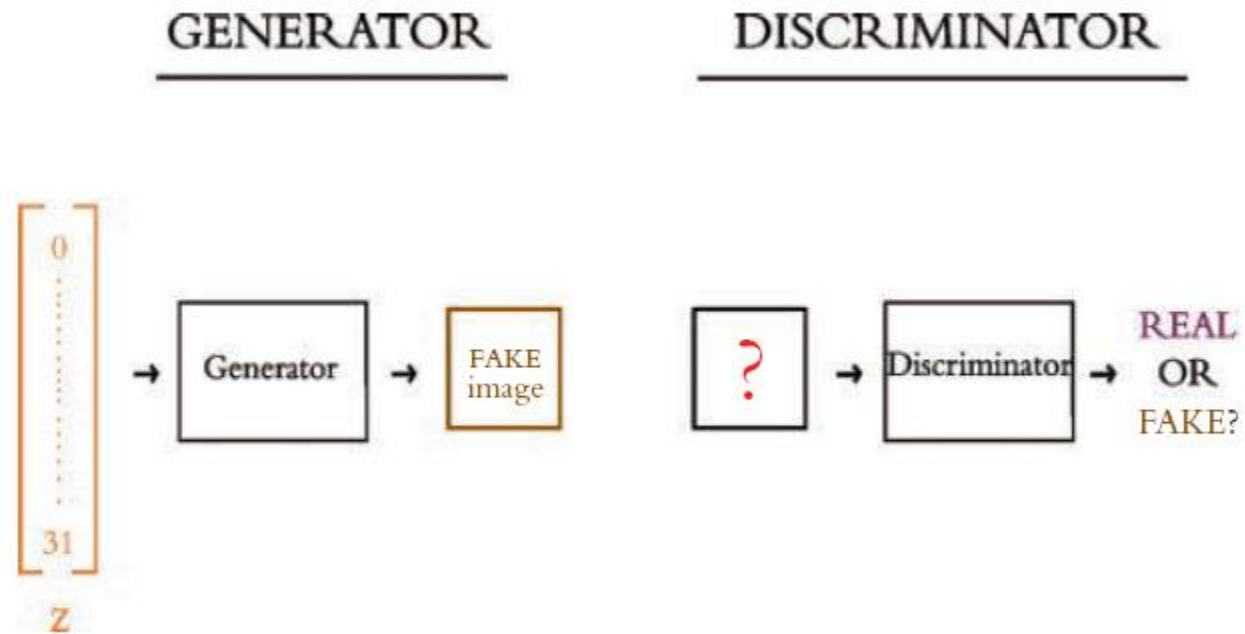 GENERATOR
0
31
z
Generator
FAKE
image
DISCRIMINATOR
?
Discriminator
REAL
OR
FAKE?